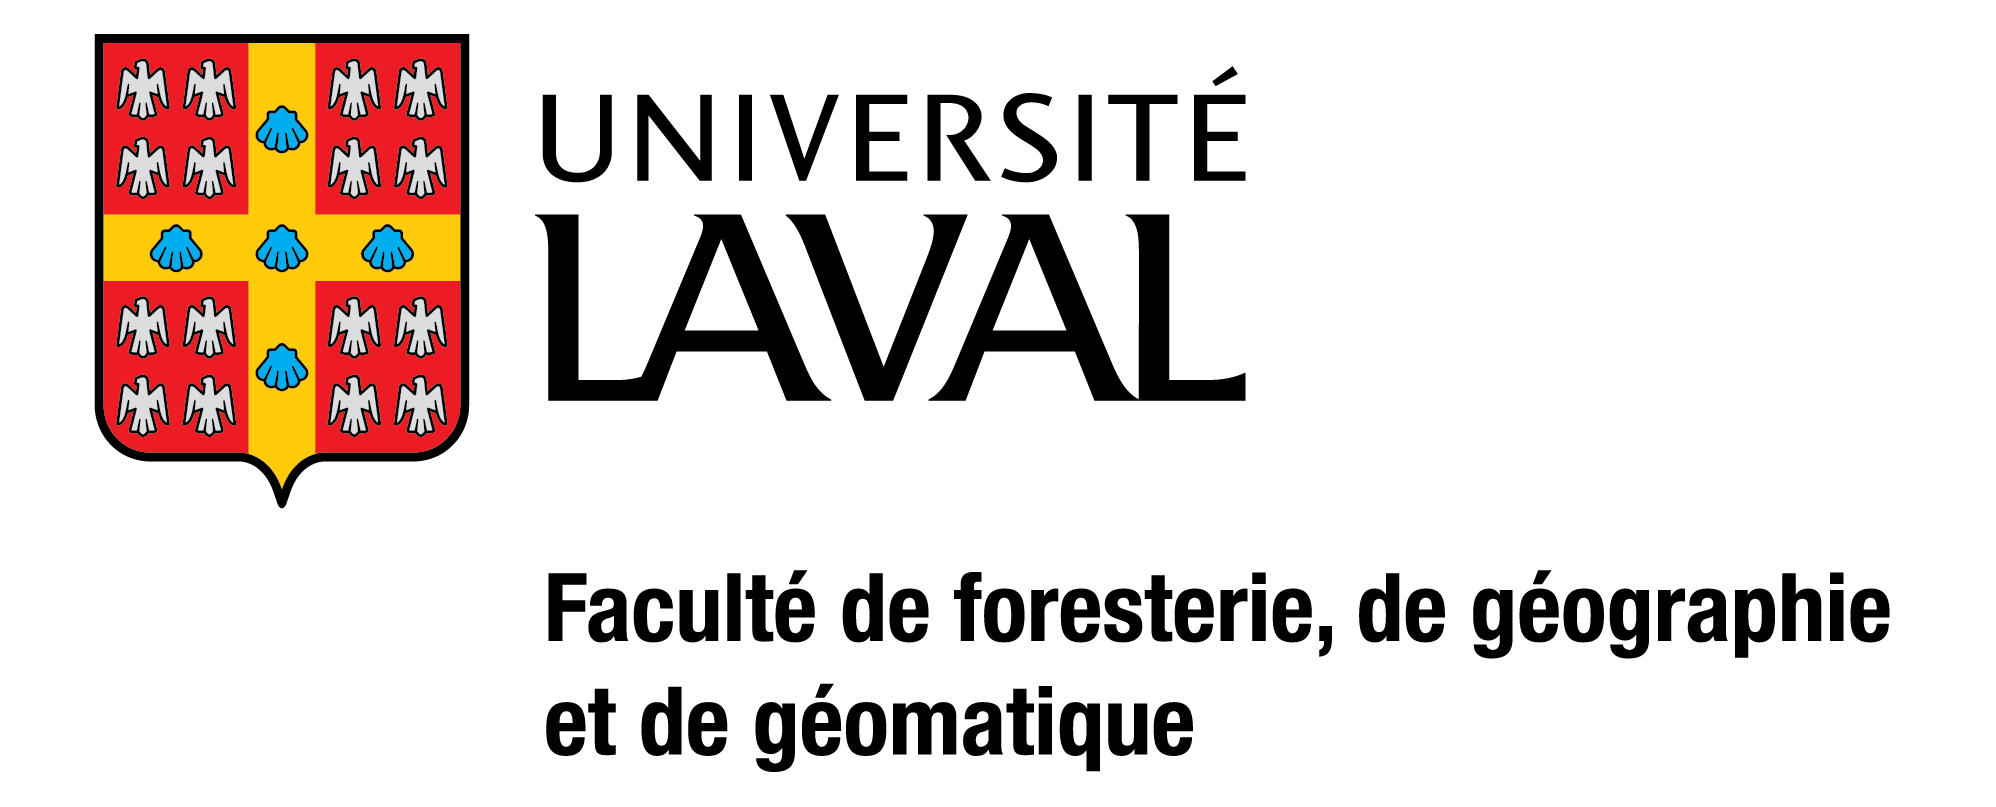 UNIVERSITÉ
LAVAL
Faculté de foresterie, de géographie
et de géomatique